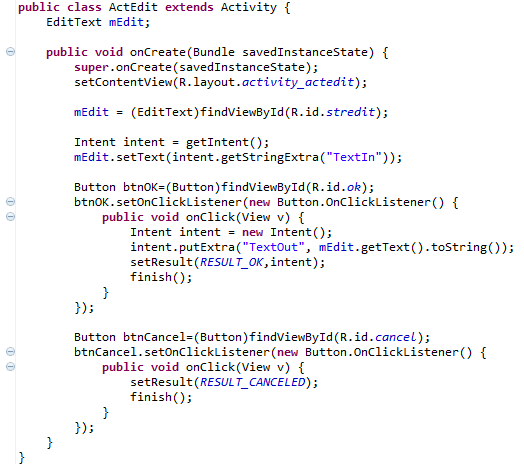 public class ActEdit extends Activity {
    EditText mEdit;

    public void onCreate(Bundle savedInstanceState) {
        super.onCreate(savedInstanceState);
        setContentView(R.layout.activity_actedit);

        mEdit = (EditText)findViewById(R.id.stredit);

        Intent intent = getIntent();
        mEdit.setText(intent.getStringExtra("TextIn"));

        Button btnOK=(Button)findViewById(R.id.ok);
        btnOK.setOnClickListener(new Button.OnClickListener() {
            public void onClick(View v) {
                Intent intent = new Intent();
                intent.putExtra("TextOut", mEdit.getText().toString());
                setResult(RESULT_OK,intent);
                finish();
            }
        });

        Button btnCancel=(Button)findViewById(R.id.cancel);
        btnCancel.setOnClickListener(new Button.OnClickListener() {
            public void onClick(View v) {
                setResult(RESULT_CANCELED);
                finish();
            }
        });
    }
}